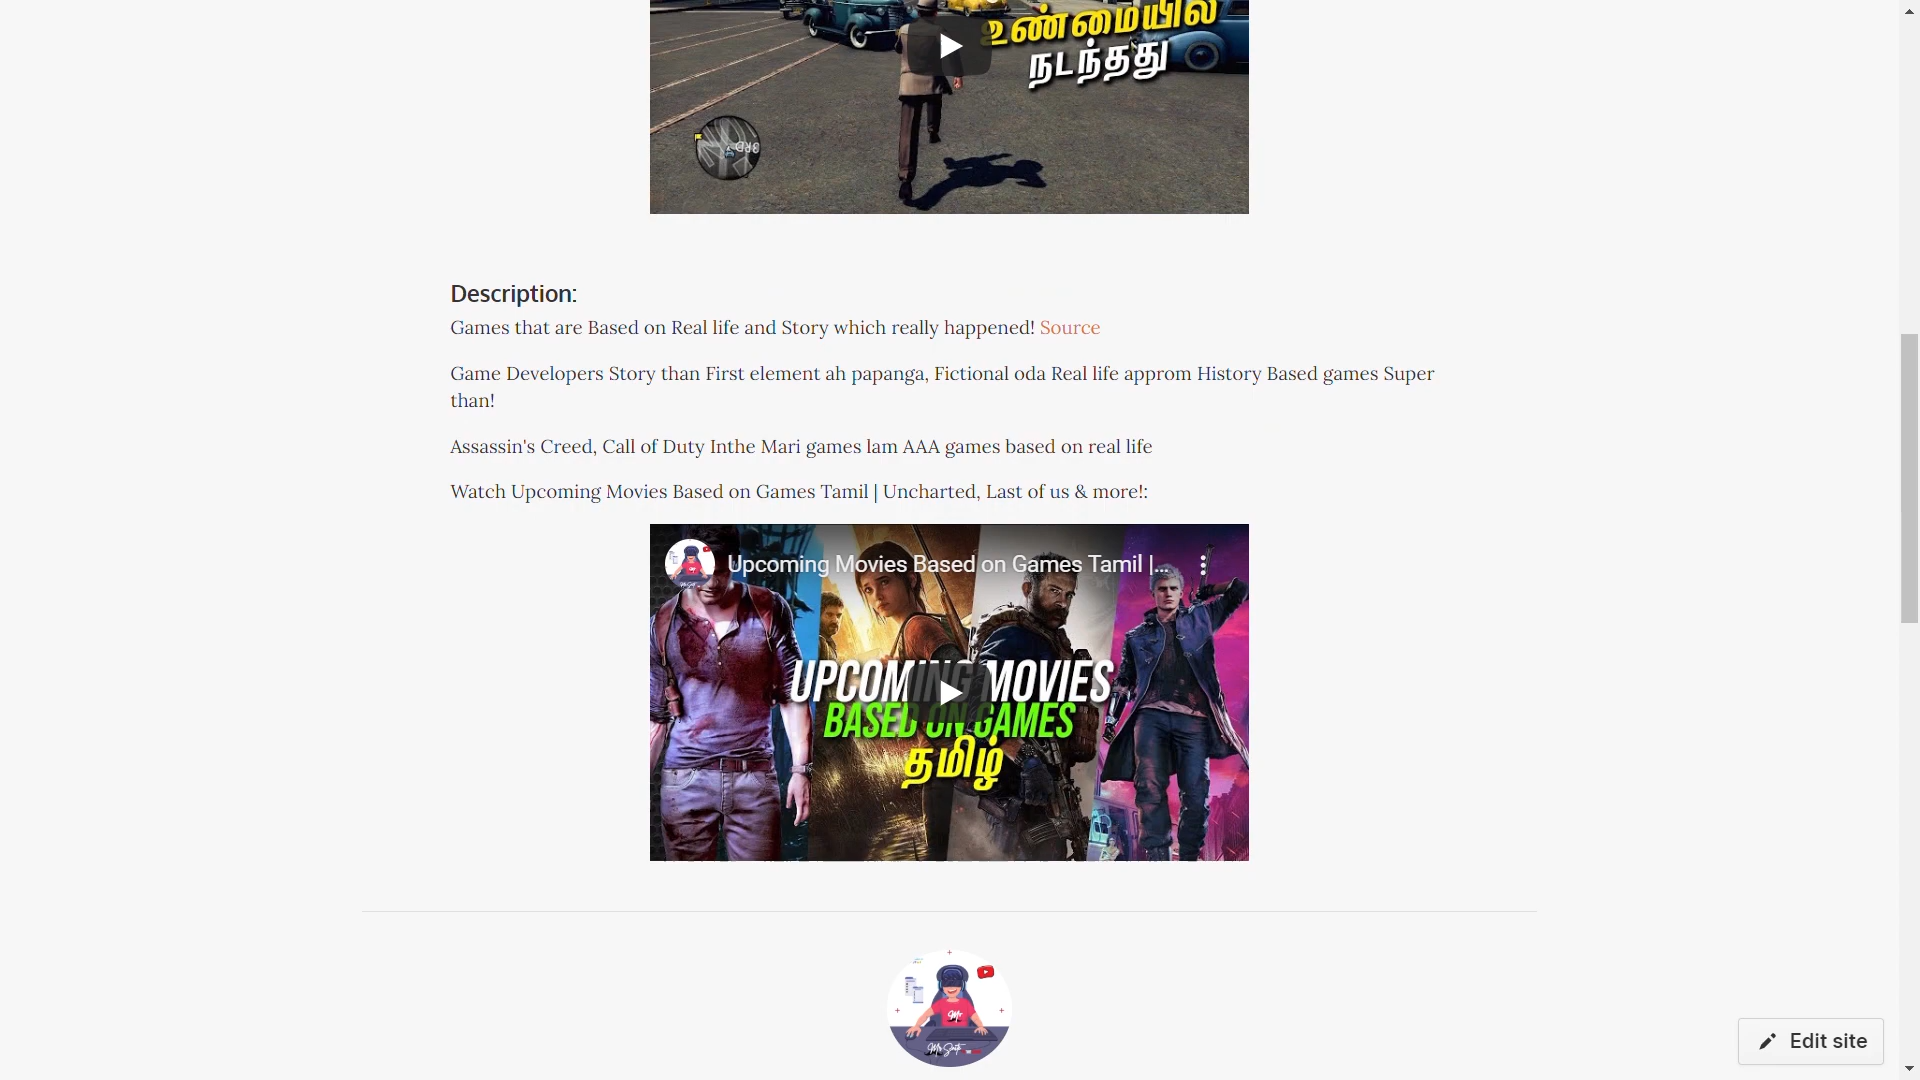 உண்மையில்
நடந்தது
3RD
Description:
Games that are Based on Real life and Story which really happened! Source
Game Developers Story than First element ah papanga, Fictional oda Real life approm History Based games Super
than!
Assassin's Creed, Call of Duty Inthe Mari games lam AAA games based on real life
Watch Upcoming Movies Based on Games Tamil | Uncharted, Last of us & more!:
Upcoming Movies Based on Games Tamil |...
UPCOMING MOVIES
BASED ON GAMES
தமிழ்
Edit site